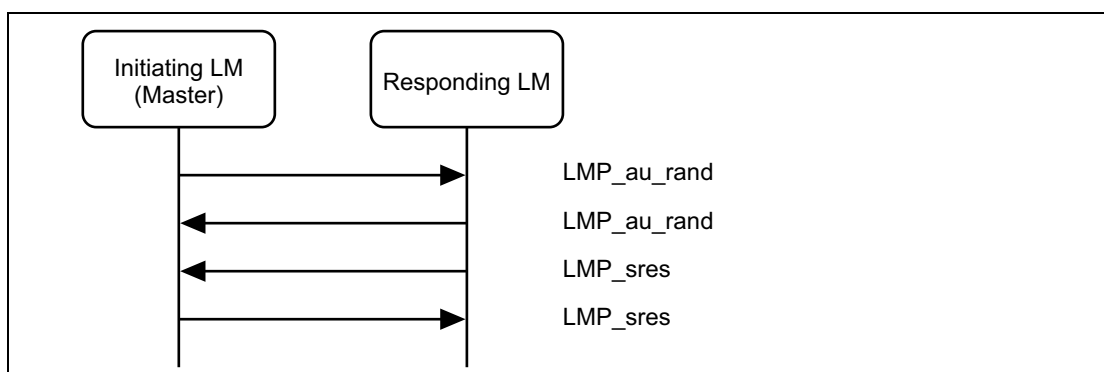 Initiating LM
(Master)
Responding LM
LMP_au_rand
LMP_au_rand
LMP_sres
LMP_sres